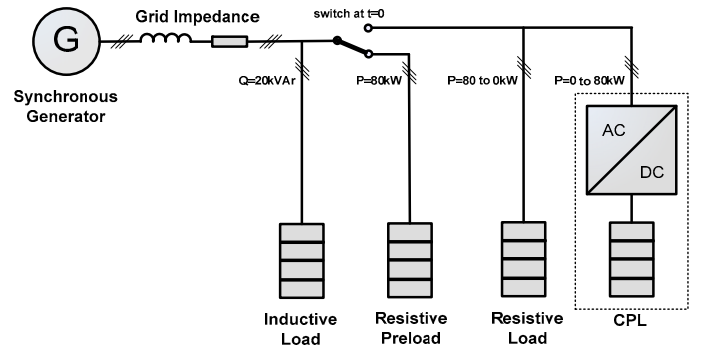 Grid Impedance
switch at t=0
G
Synchronous
Generator
Q=20kVAr
P=80kW
P=80 to 0kW
P=0 to 80kW
AC
DC
Inductive
Load
Resistive
Preload
Resistive
Load
CPL